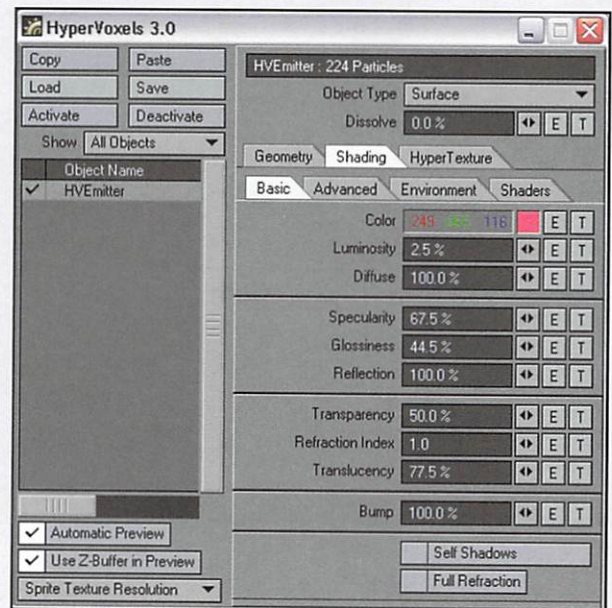 HyperVoxels 3.0
Copy
Paste
Load
Save
Activate
Deactivate
Show
All Objects
Object Name
HVEmitter
Automatic Preview
Use Z-Buffer in Preview
Sprite Texture Resolution
HVEmitter : 224 Particles
Object Type
Surface
Dissolve
0.0 %
E
T
Geometry
Shading
HyperTexture
Basic
Advanced
Environment
Shaders
Color
249
116
E
T
Luminosity
2.5 %
E
T
Diffuse
100.0 %
E
T
Specularity
67.5 %
E
T
Glossiness
44.5 %
E
T
Reflection
100.0 %
E
T
Transparency
50.0 %
E
T
Refraction Index
1.0
E
T
Translucency
77.5 %
E
T
Bump
100.0 %
E
T
Self Shadows
Full Refraction